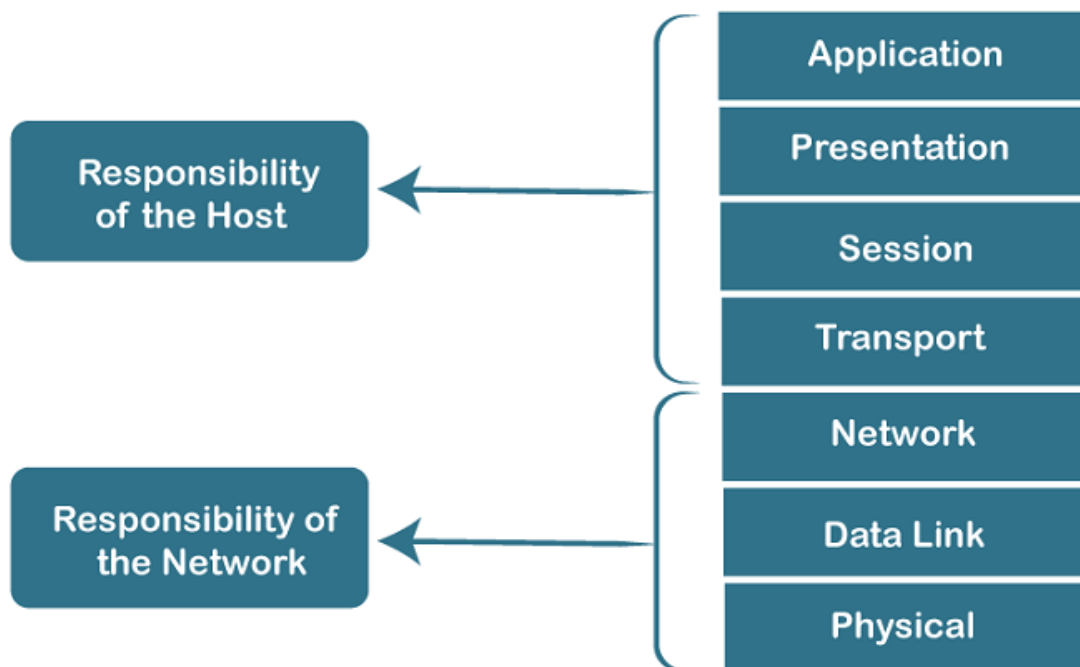 Responsibility
of the Host
Responsibility of
the Network
Application
Presentation
Session
Transport
Network
Data Link
Physical